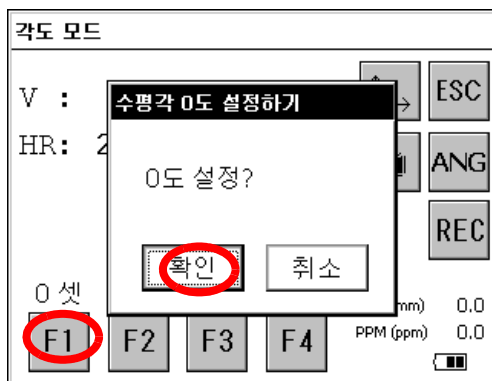 각도 모드
V :
HR: 2
수평각 0도 설정하기
0도 설정?
확인 취소
ESC
ANG
REC
0 셋
F1 F2 F3 F4
mm) 0.0
PPM (ppm) 0.0